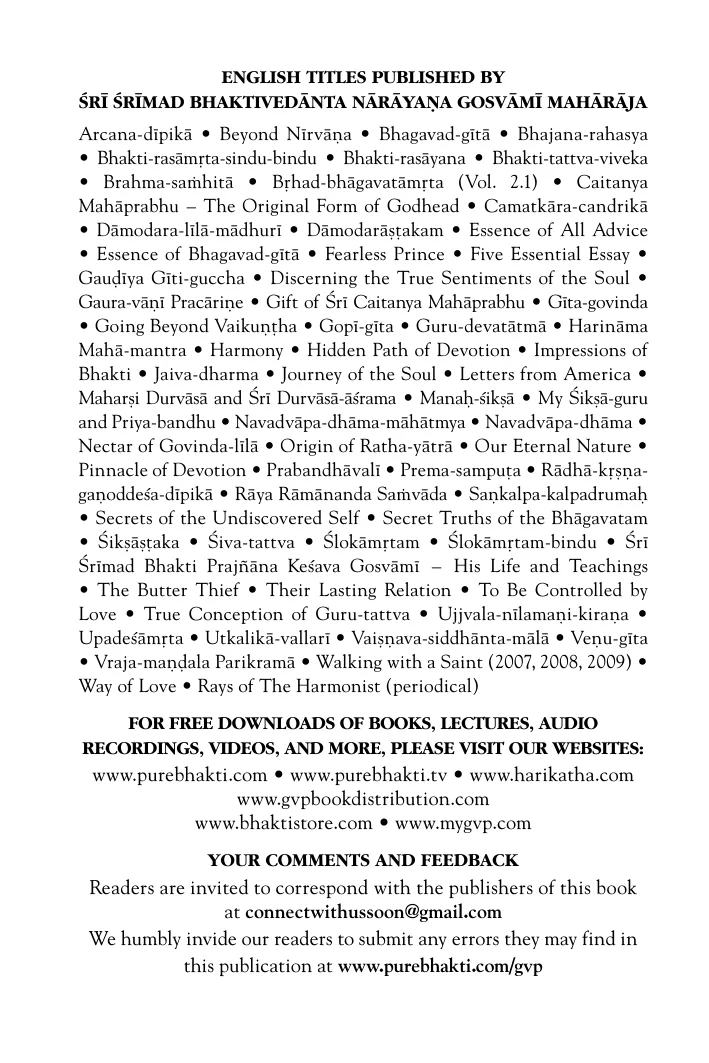 ENGLISH TITLES PUBLISHED BY
ŚRĪ ŚRĪMAD BHAKTIVEDĀNTA NĀRĀYAṆA GOSVĀMĪ MAHĀRĀJA
Arcana-dīpikā • Beyond Nīrvāṇa • Bhagavad-gītā • Bhajana-rahasya
• Bhakti-rasāmṛta-sindu-bindu • Bhakti-rasāyana • Bhakti-tattva-viveka
• Brahma-saṁhitā • Bṛhad-bhāgavatāmṛta (Vol. 2.1) • Caitanya
Mahāprabhu – The Original Form of Godhead • Camatkāra-candrikā
• Dāmodara-līlā-mādhurī • Dāmodarāṣṭakam • Essence of All Advice
• Essence of Bhagavad-gītā • Fearless Prince • Five Essential Essay •
Gauḍīya Gīti-guccha • Discerning the True Sentiments of the Soul •
Gaura-vāṇī Pracāriṇe • Gift of Śrī Caitanya Mahāprabhu • Gīta-govinda
• Going Beyond Vaikuṇṭha • Gopī-gīta • Guru-devatātmā • Harināma
Mahā-mantra • Harmony • Hidden Path of Devotion • Impressions of
Bhakti • Jaiva-dharma • Journey of the Soul • Letters from America •
Maharṣi Durvāsā and Śrī Durvāsā-āśrama • Manaḥ-śikṣā • My Śikṣā-guru
and Priya-bandhu • Navadvāpa-dhāma-māhātmya • Navadvāpa-dhāma •
Nectar of Govinda-līlā • Origin of Ratha-yātrā • Our Eternal Nature •
Pinnacle of Devotion • Prabandhāvalī • Prema-sampuṭa • Rādhā-kṛṣṇa-
gaṇoddeśa-dīpikā • Rāya Rāmānanda Saṁvāda • Saṇkalpa-kalpadrumaḥ
• Secrets of the Undiscovered Self • Secret Truths of the Bhāgavatam
• Śikṣāṣṭaka • Śiva-tattva • Ślokāmṛtam • Ślokāmṛtam-bindu • Śrī
Śrīmad Bhakti Prajñāna Keśava Gosvāmī – His Life and Teachings
• The Butter Thief • Their Lasting Relation • To Be Controlled by
Love • True Conception of Guru-tattva • Ujjvala-nīlamaṇi-kiraṇa •
Upadeśāmṛta • Utkalikā-vallarī • Vaiṣṇava-siddhānta-mālā • Veṇu-gīta
• Vraja-maṇḍala Parikramā • Walking with a Saint (2007, 2008, 2009) •
Way of Love • Rays of The Harmonist (periodical)
FOR FREE DOWNLOADS OF BOOKS, LECTURES, AUDIO
RECORDINGS, VIDEOS, AND MORE, PLEASE VISIT OUR WEBSITES:
www.purebhakti.com • www.purebhakti.tv • www.harikatha.com
www.gvpbookdistribution.com
www.bhaktistore.com • www.mygvp.com
YOUR COMMENTS AND FEEDBACK
Readers are invited to correspond with the publishers of this book
at connectwithussoon@gmail.com
We humbly invide our readers to submit any errors they may find in
this publication at www.purebhakti.com/gvp